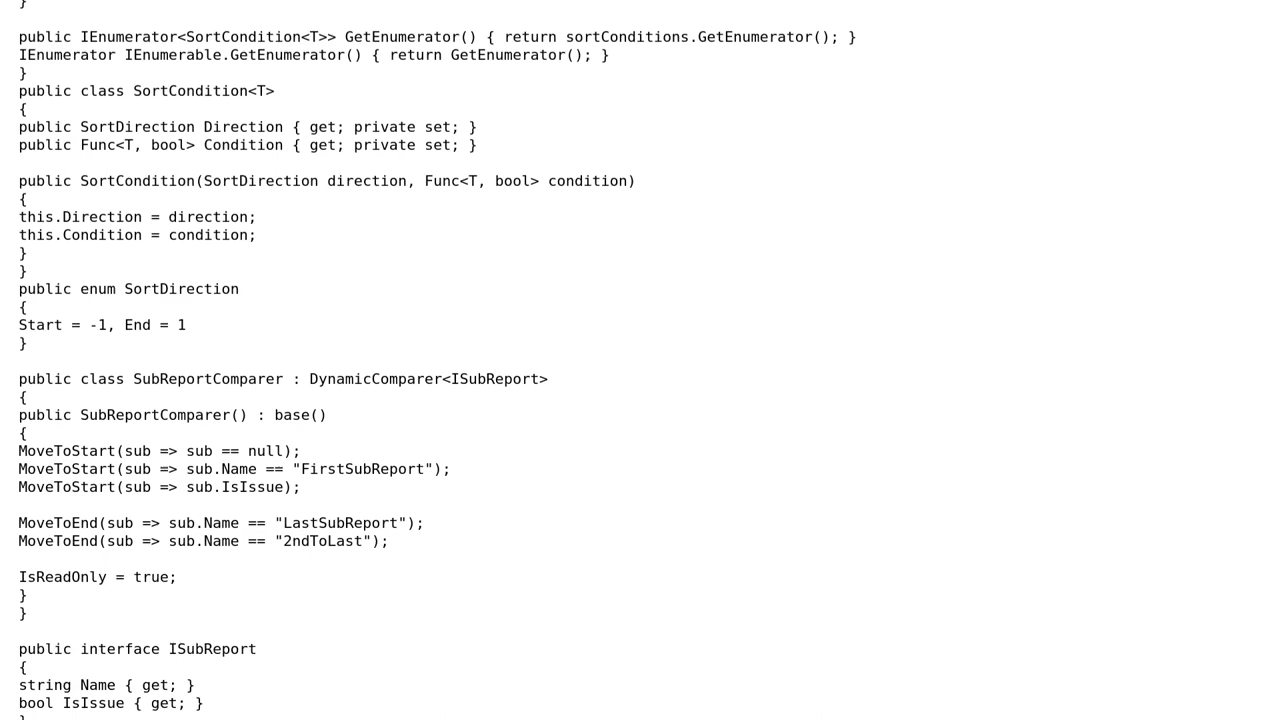 }
public IEnumerator<SortCondition<T>> GetEnumerator() { return sortConditions.GetEnumerator(); }
IEnumerator IEnumerable.GetEnumerator() { return GetEnumerator(); }
}
public class SortCondition<T>
{
public SortDirection Direction { get; private set; }
public Func<T, bool> Condition { get; private set; }
public SortCondition(SortDirection direction, Func<T, bool> condition)
{
this.Direction = direction;
this.Condition = condition;
}
}
public enum SortDirection
{
Start = -1, End = 1
}
public class SubReportComparer : DynamicComparer<ISubReport>
{
public SubReportComparer() : base()
{
MoveToStart(sub => sub == null);
MoveToStart(sub => sub.Name == "FirstSubReport");
MoveToStart(sub => sub.IsIssue);
MoveToEnd(sub => sub.Name == "LastSubReport");
MoveToEnd(sub => sub.Name == "2ndToLast");
IsReadOnly = true;
}
}
public interface ISubReport
{
string Name { get; }
bool IsIssue { get; }
}